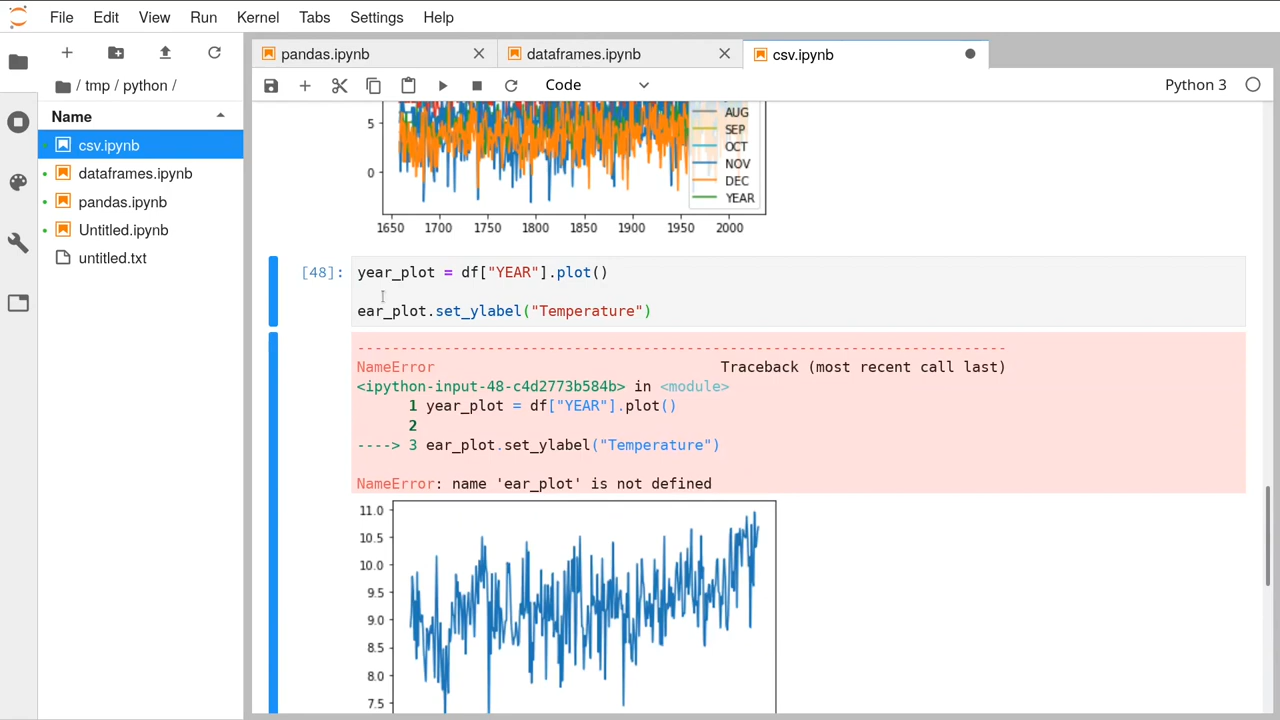 File Edit View Run Kernel Tabs Settings Help
pandas.ipynb
dataframes.ipynb
csv.ipynb
/ tmp / python /
Code
Python 3
Name
csv.ipynb
dataframes.ipynb
pandas.ipynb
Untitled.ipynb
untitled.txt
5
0
AUG
SEP
OCT
NOV
DEC
YEAR
1650 1700 1750 1800 1850 1900 1950 2000
[48]: year_plot = df["YEAR"].plot()
ear_plot.set_ylabel("Temperature")
---------------------------------------------------------------------------
NameError Traceback (most recent call last)
<ipython-input-48-c4d2773b584b> in <module>
1 year_plot = df["YEAR"].plot()
2
----> 3 ear_plot.set_ylabel("Temperature")
NameError: name 'ear_plot' is not defined
11.0
10.5
10.0
9.5
9.0
8.5
8.0
7.5